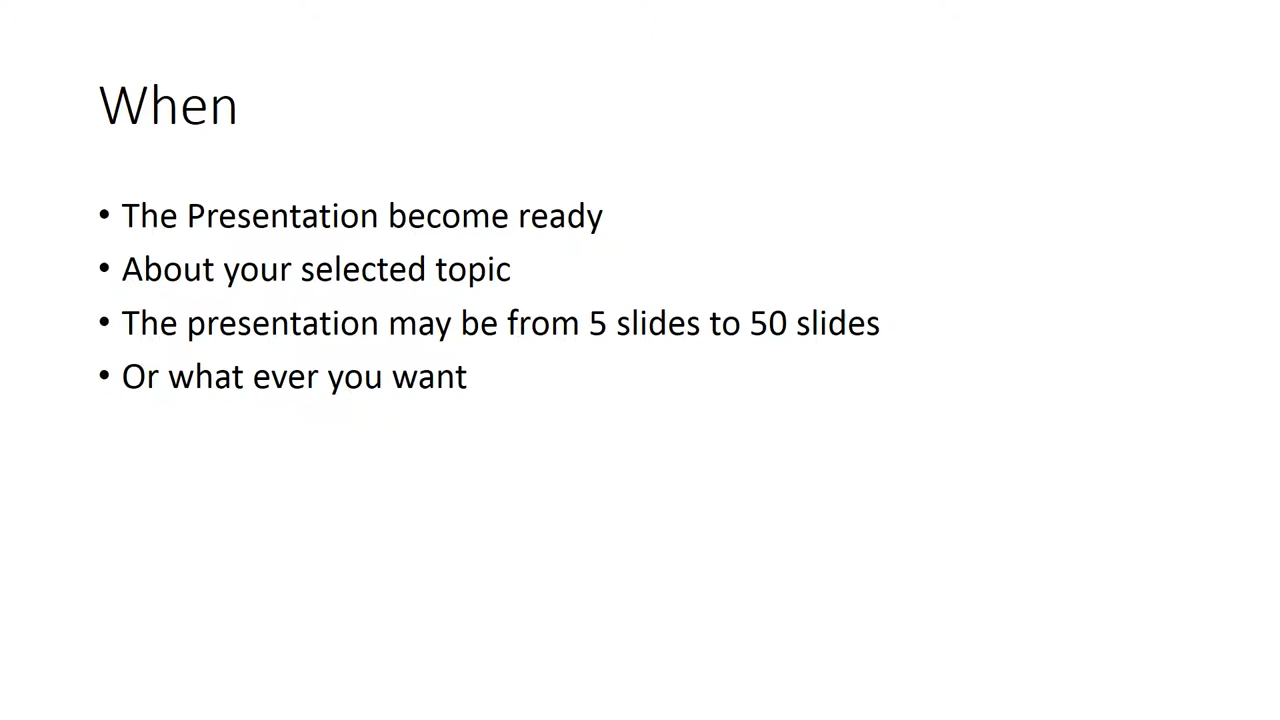 When
• The Presentation become ready
• About your selected topic
• The presentation may be from 5 slides to 50 slides
• Or what ever you want